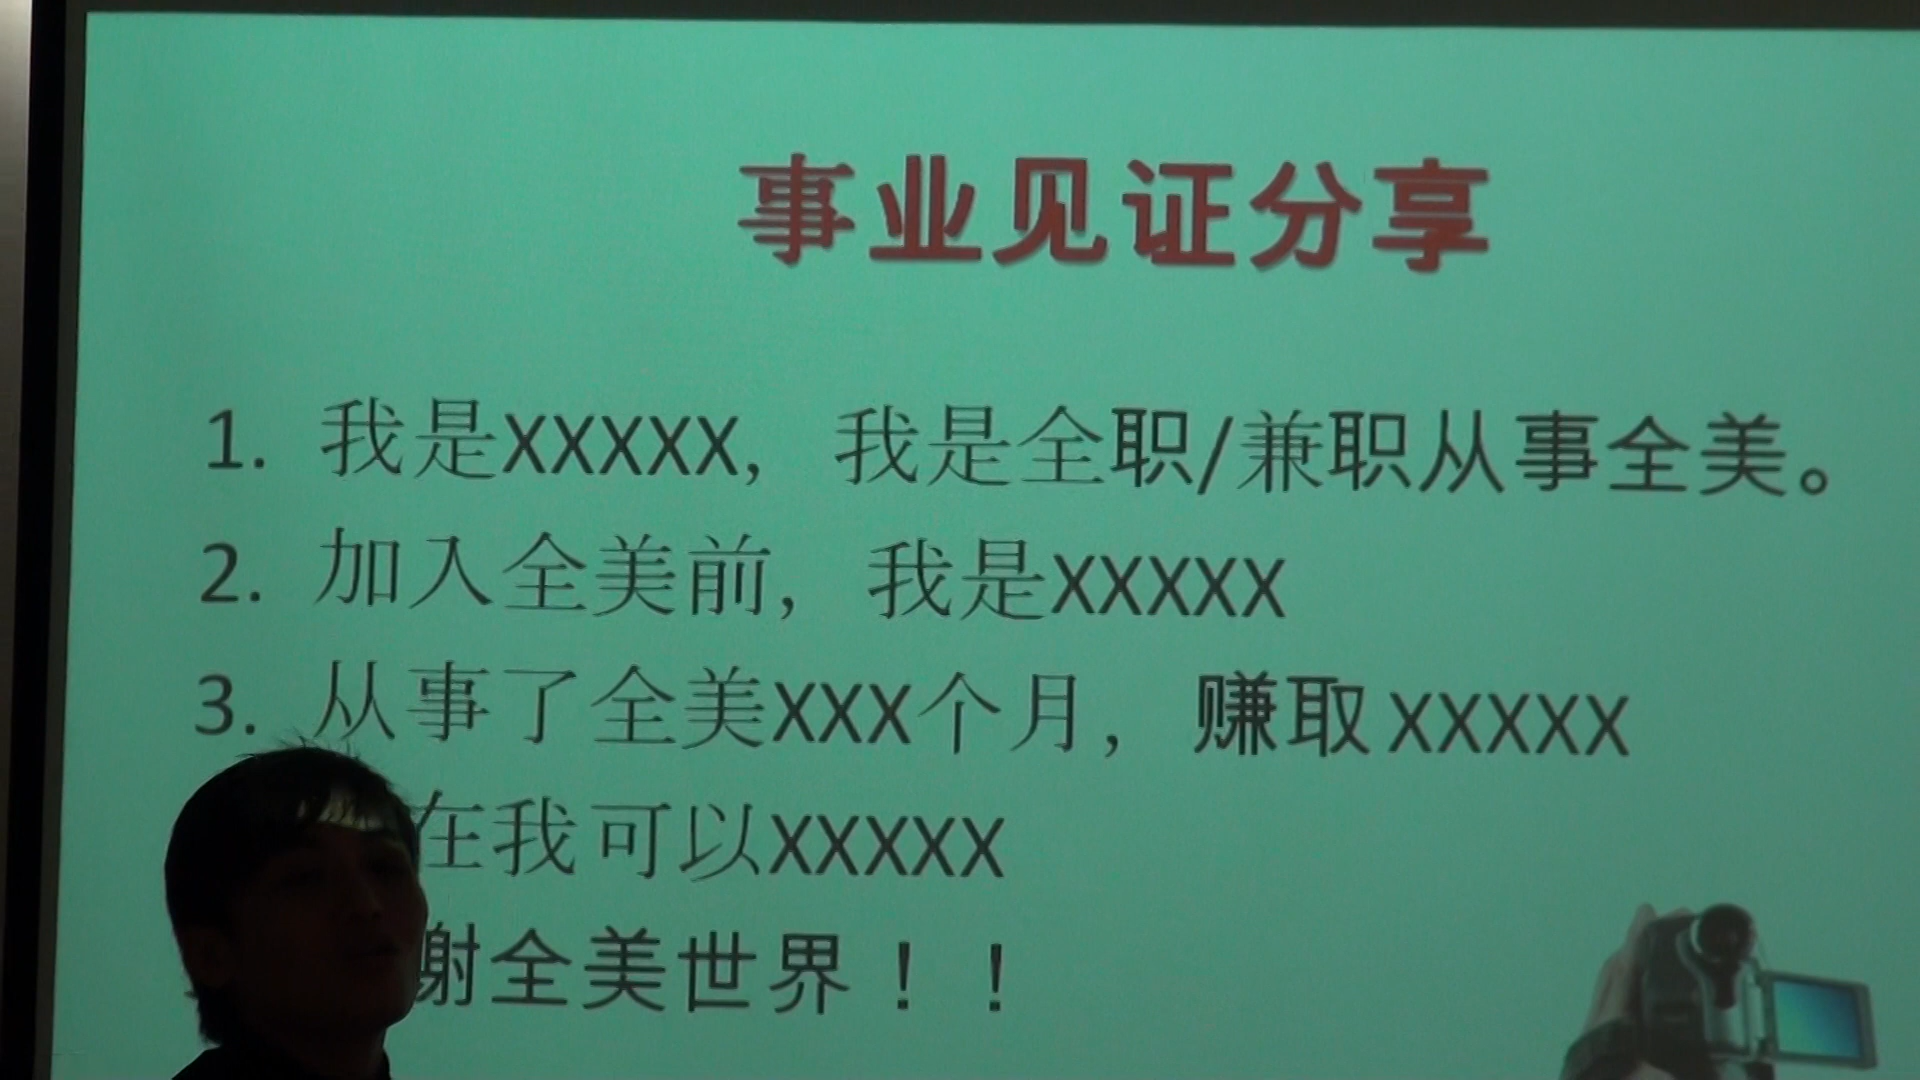 事业见证分享
1. 我是XXXXX，我是全职/兼职从事全美。
2. 加入全美前，我是XXXXX
3. 从事了全美XXX个月，赚取XXXXX
在我可以XXXXX
谢全美世界！！